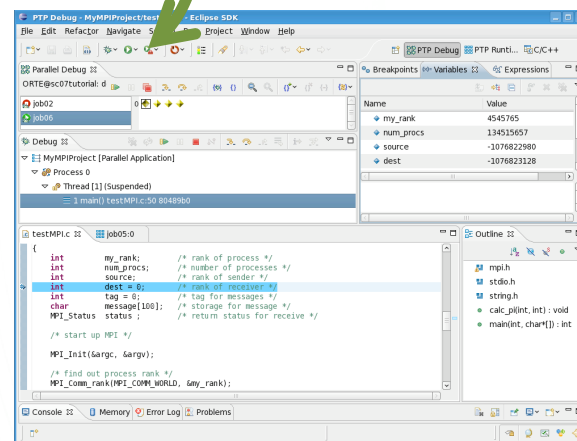 PTP Debug - MyMPIProject/test - Eclipse SDK
File Edit Refactor Navigate Project Window Help
PTP Debug PTP Runti... C/C++
Parallel Debug
ORTE@sc07tutorial: d
job02 0
job06
Breakpoints Variables Expressions
Name Value
my_rank 4545765
num_procs 134515657
source -1076822980
dest -1076823128
Debug
MyMPIProject [Parallel Application]
Process 0
Thread [1] (Suspended)
1 main() testMPI.c:50 80489b0
testMPI.c job05:0
{
int my_rank; /* rank of process */
int num_procs; /* number of processes */
int source; /* rank of sender */
int dest = 0; /* rank of receiver */
int tag = 0; /* tag for messages */
char message[100]; /* storage for message */
MPI_Status status ; /* return status for receive */
/* start up MPI */
MPI_Init(&argc, &argv);
/* find out process rank */
MPI_Comm_rank(MPI_COMM_WORLD, &my_rank);
Outline
mpi.h
stdio.h
string.h
calc_pi(int, int) : void
main(int, char*[]) : int
Console Memory Error Log Problems